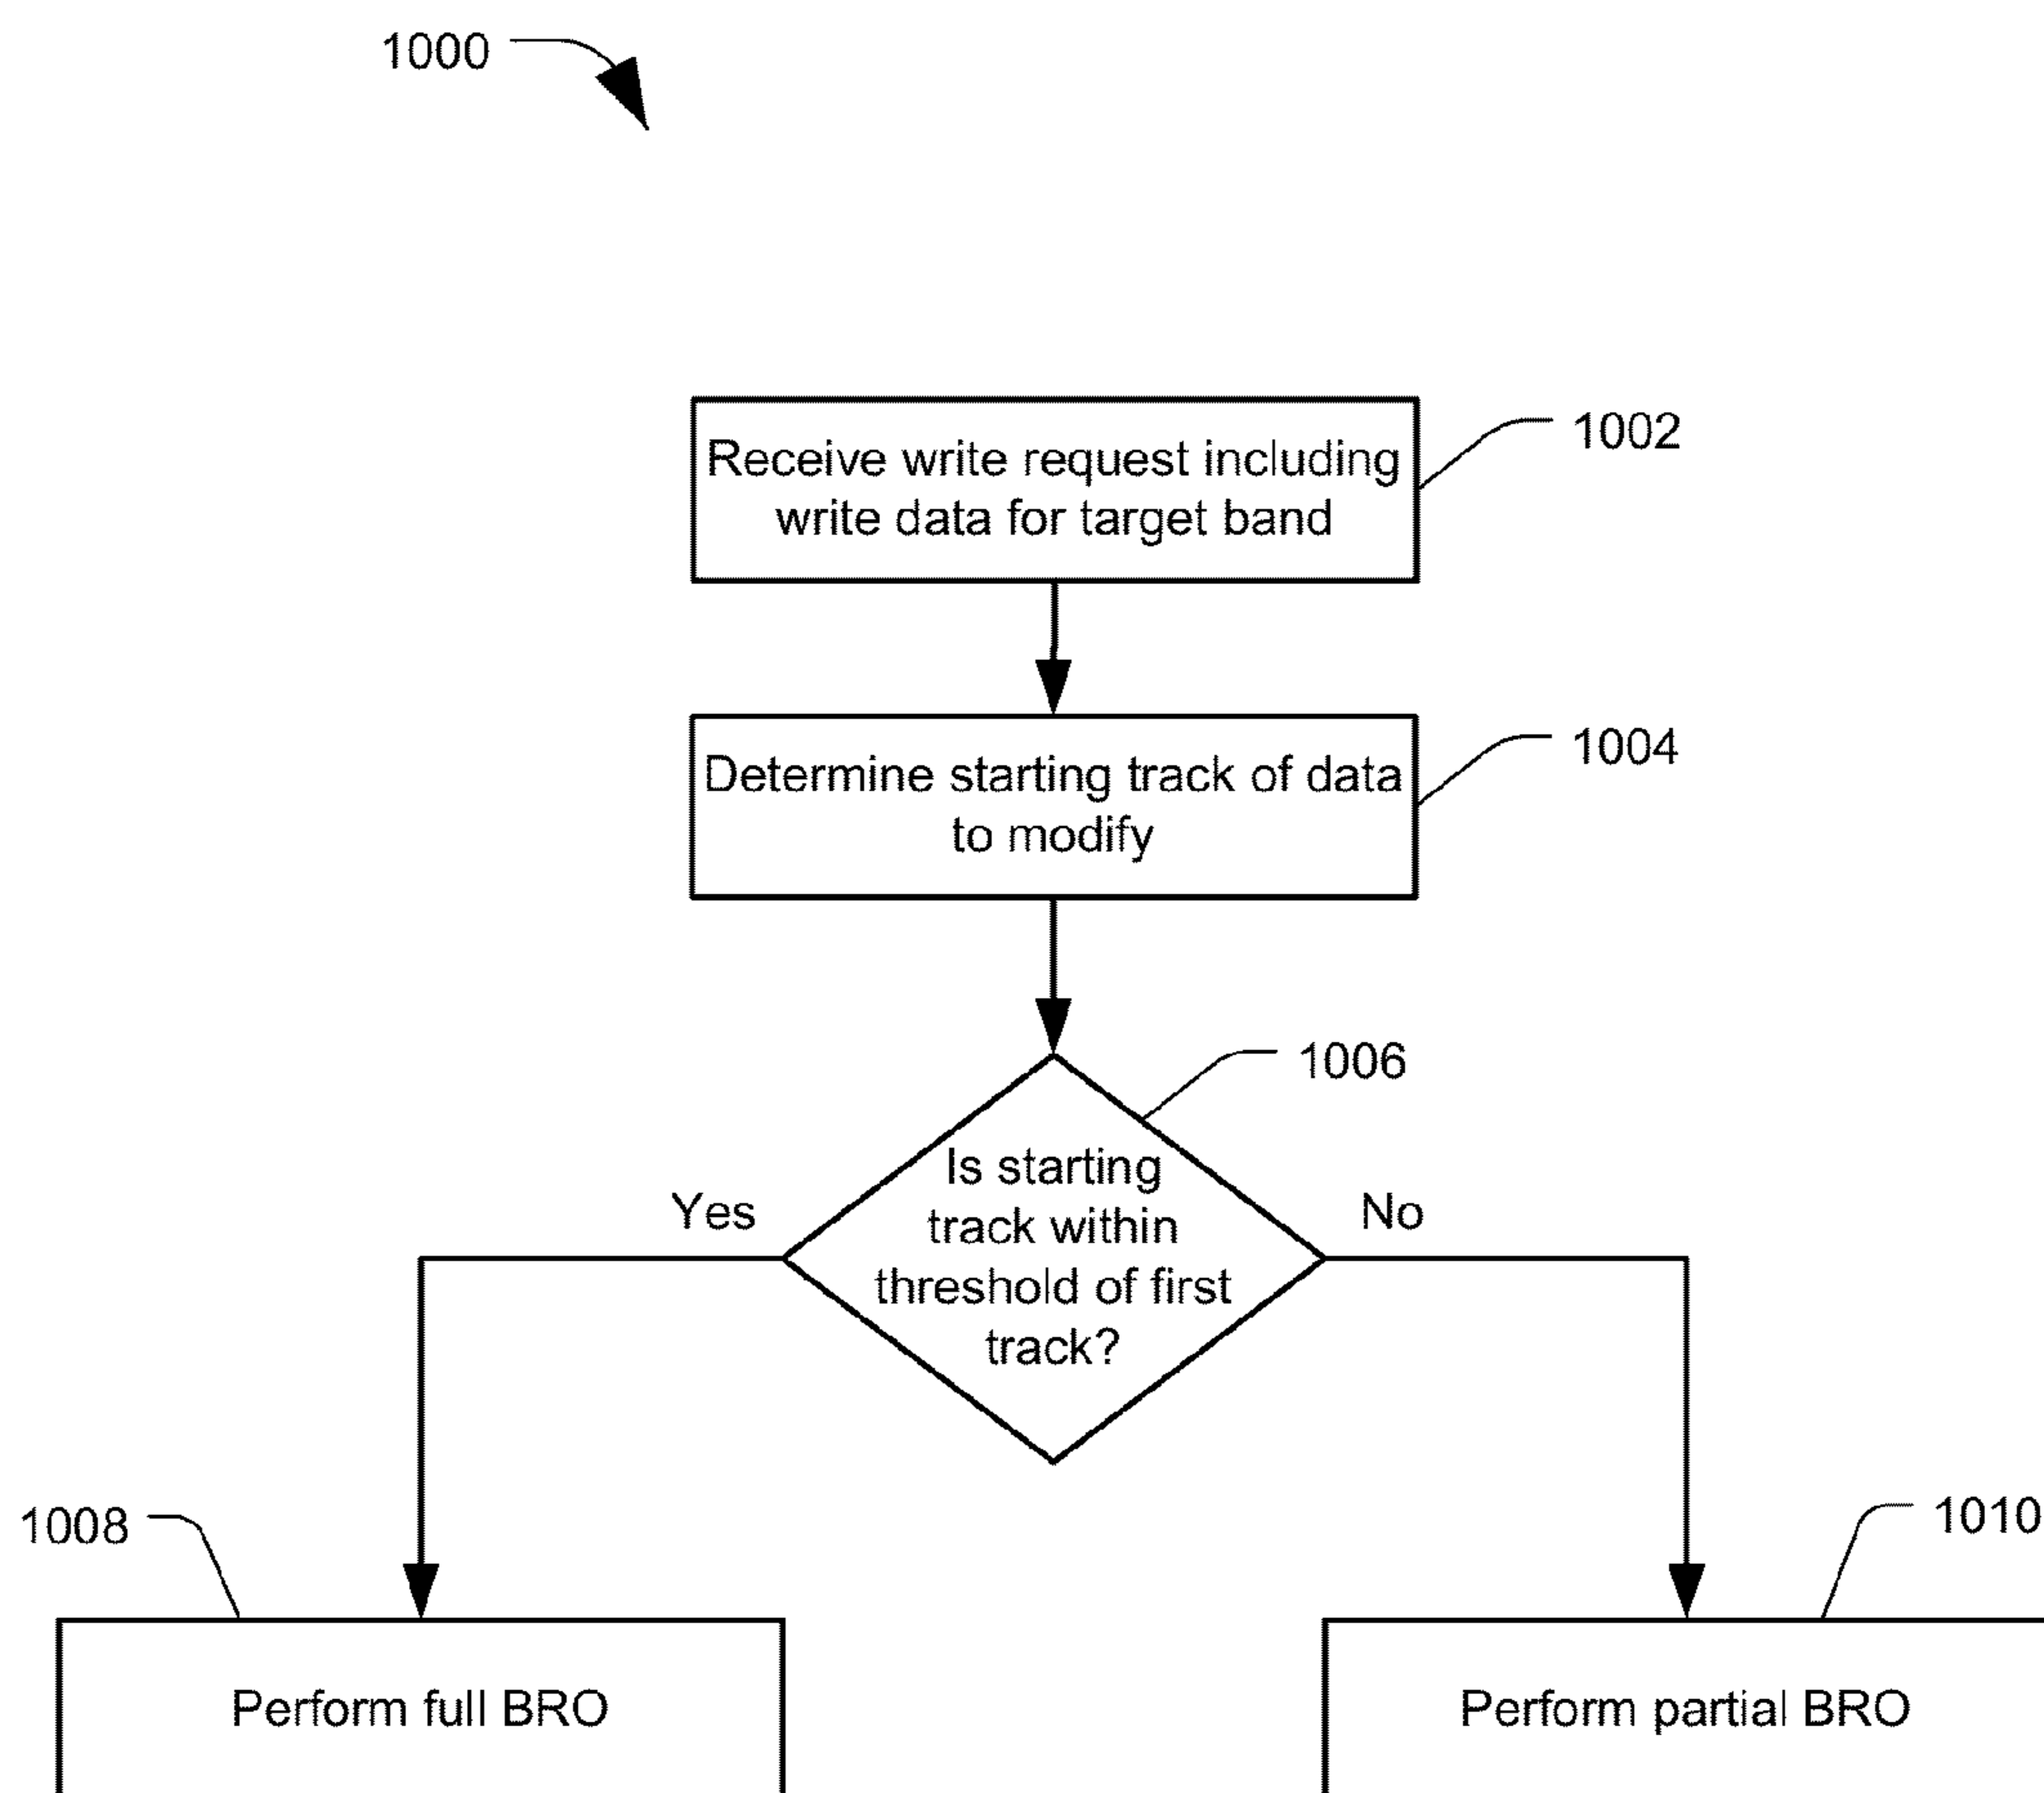 1000
Receive write request including
write data for target band
1002
Determine starting track of data
to modify
1004
1006
Is starting
track within
threshold of first
track?
Yes
No
1008
1010
Perform full BRO
Perform partial BRO